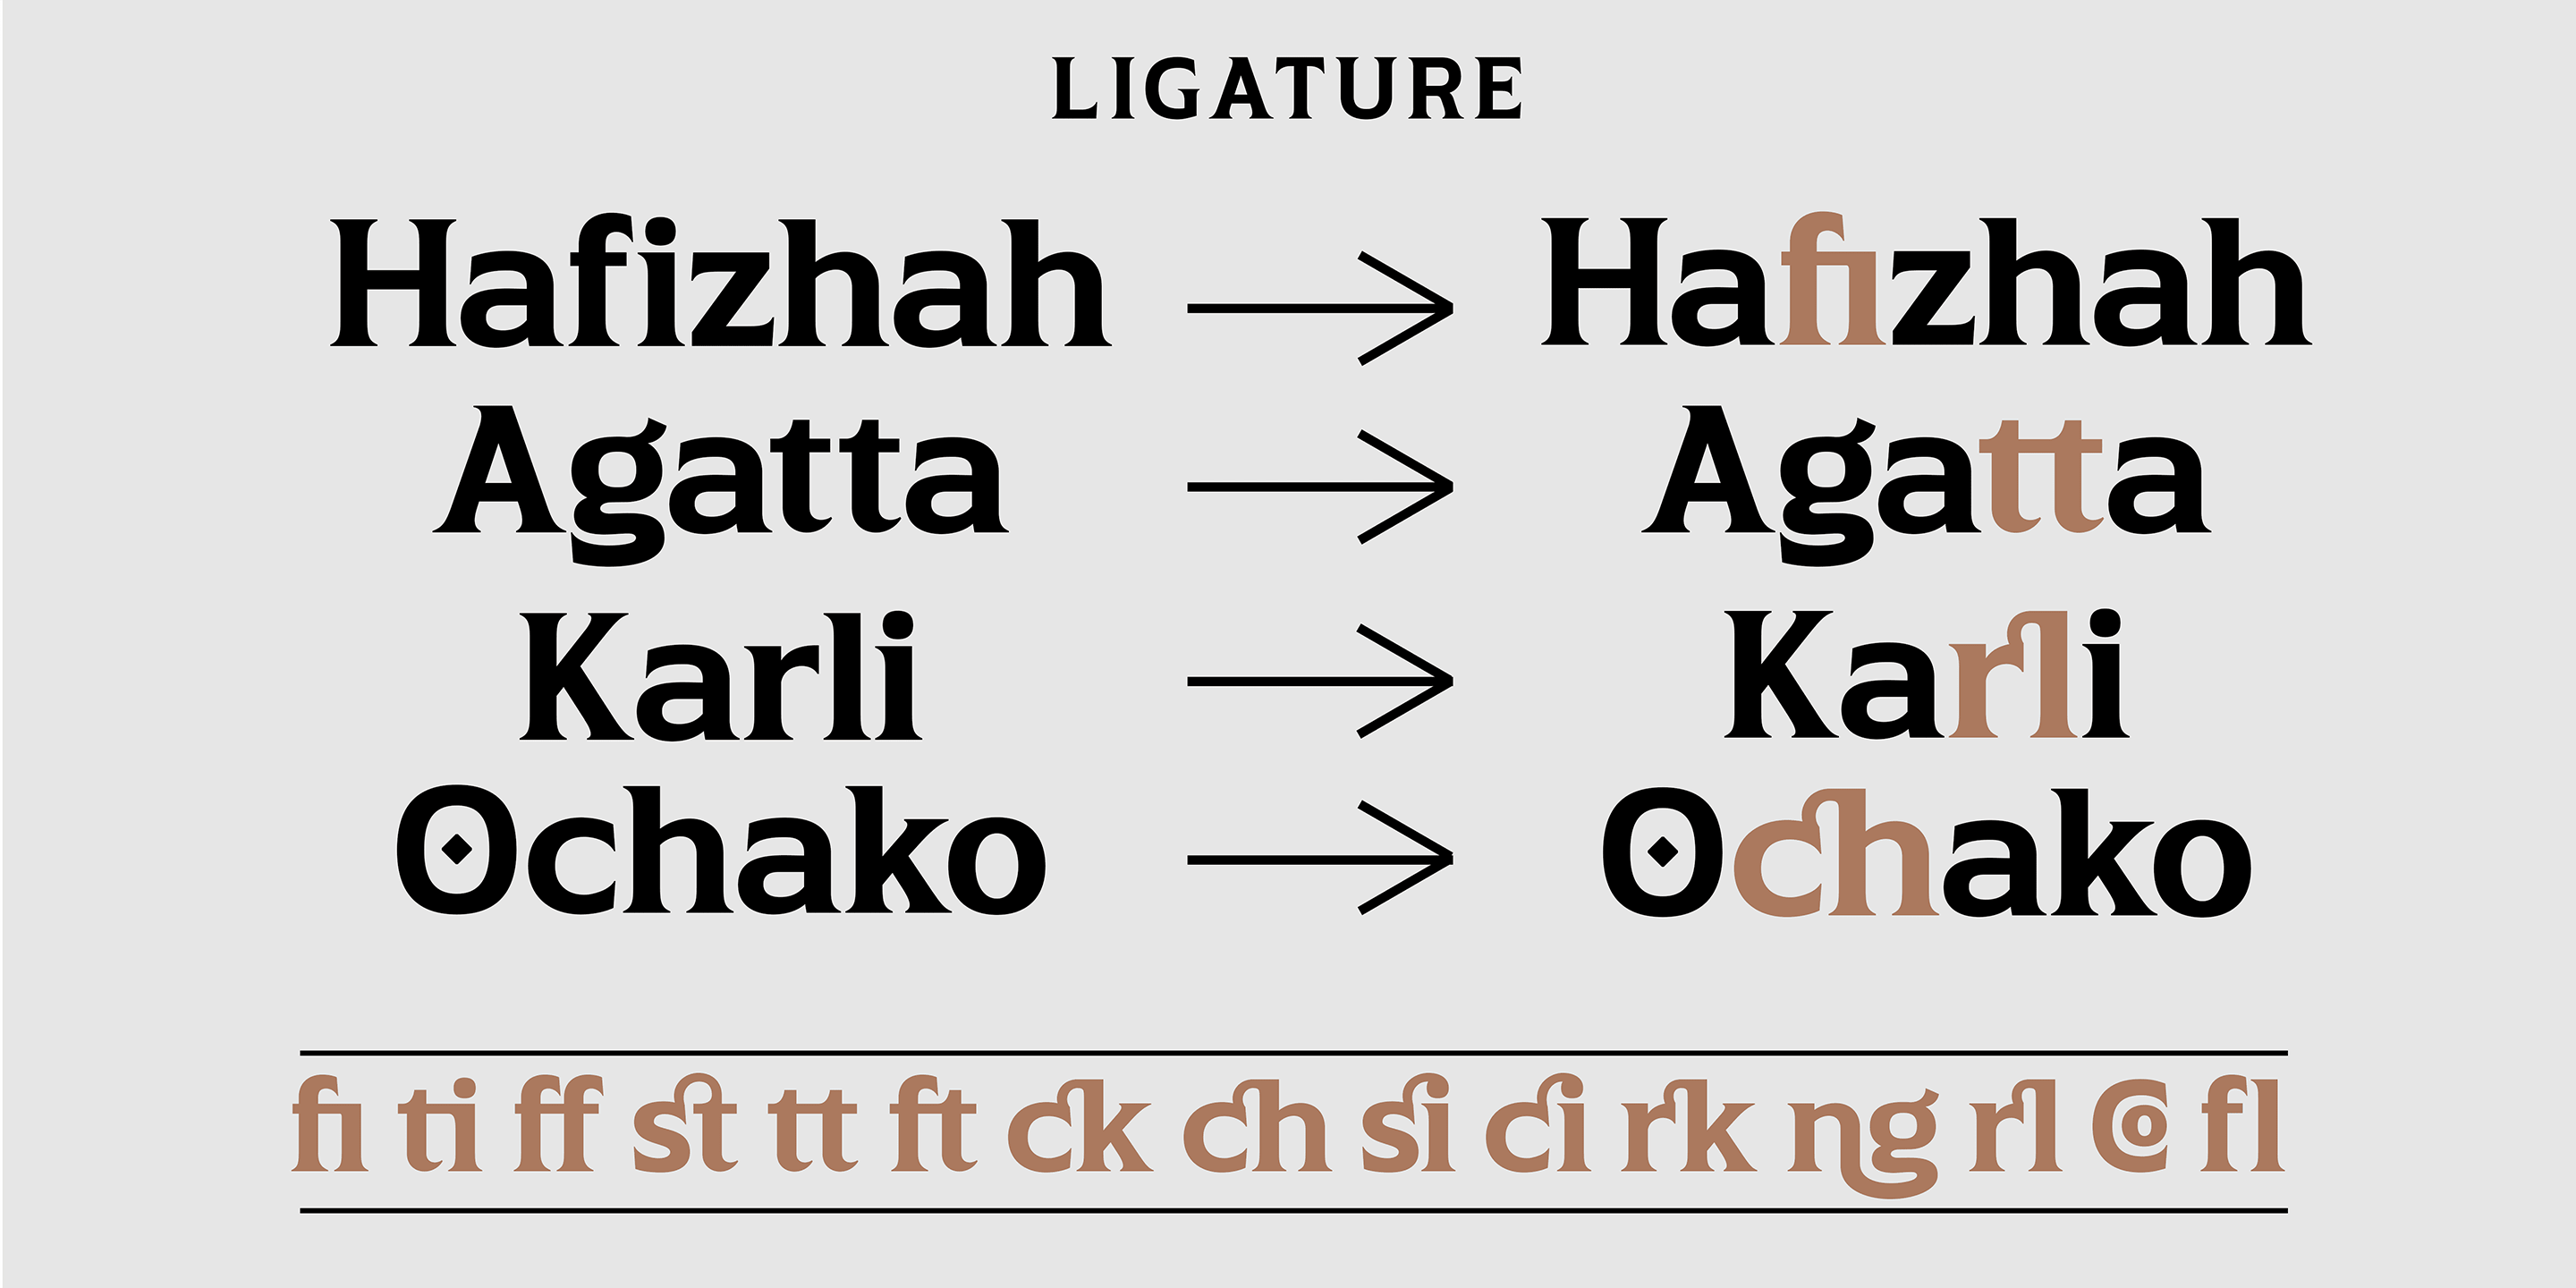 LIGATURE
Hafizhah → Hafizhah
Agatta → Agatta
Karli → Karli
Ochako → Ochako
fi ti ff st tt ft ck ch si ci rk ng rl Co fl